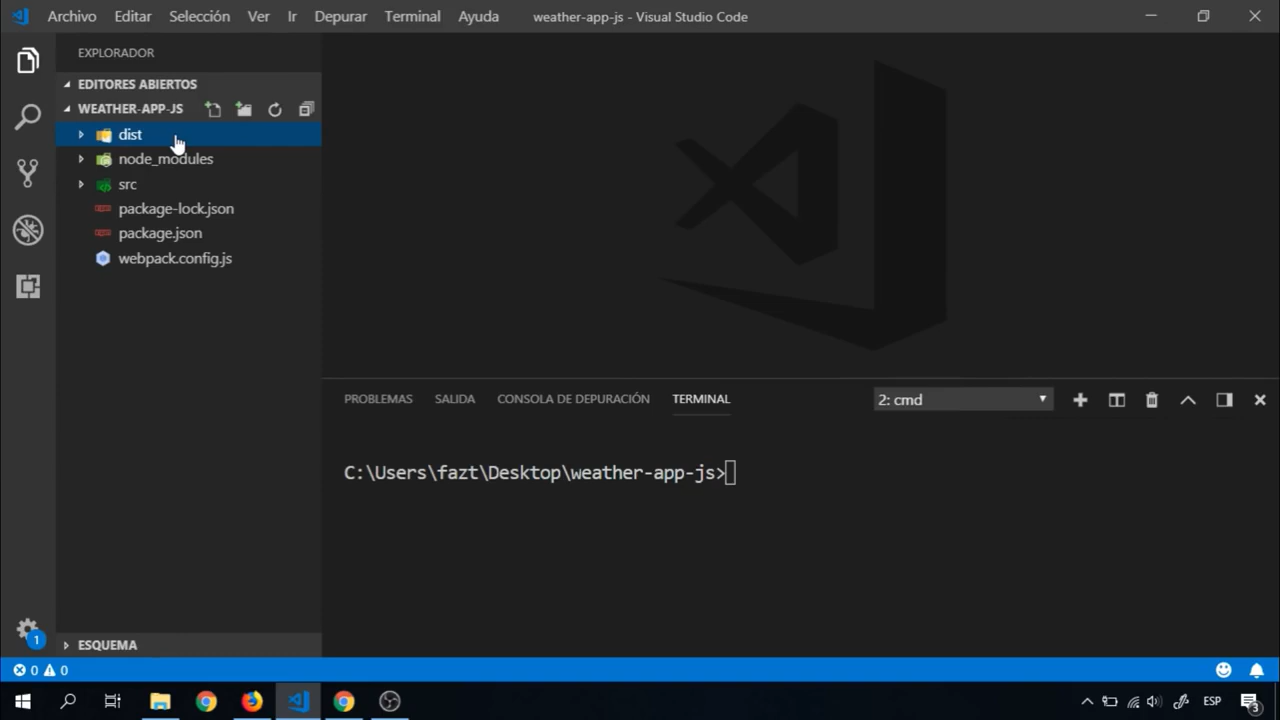 Archivo Editar Selección Ver Ir Depurar Terminal Ayuda weather-app-js - Visual Studio Code
EXPLORADOR
EDITORES ABIERTOS
WEATHER-APP-JS
dist
node_modules
src
package-lock.json
package.json
webpack.config.js
PROBLEMAS SALIDA CONSOLA DE DEPURACIÓN TERMINAL 2: cmd
C:\Users\fazt\Desktop\weather-app-js>
1
ESQUEMA
0 0
ESP 3